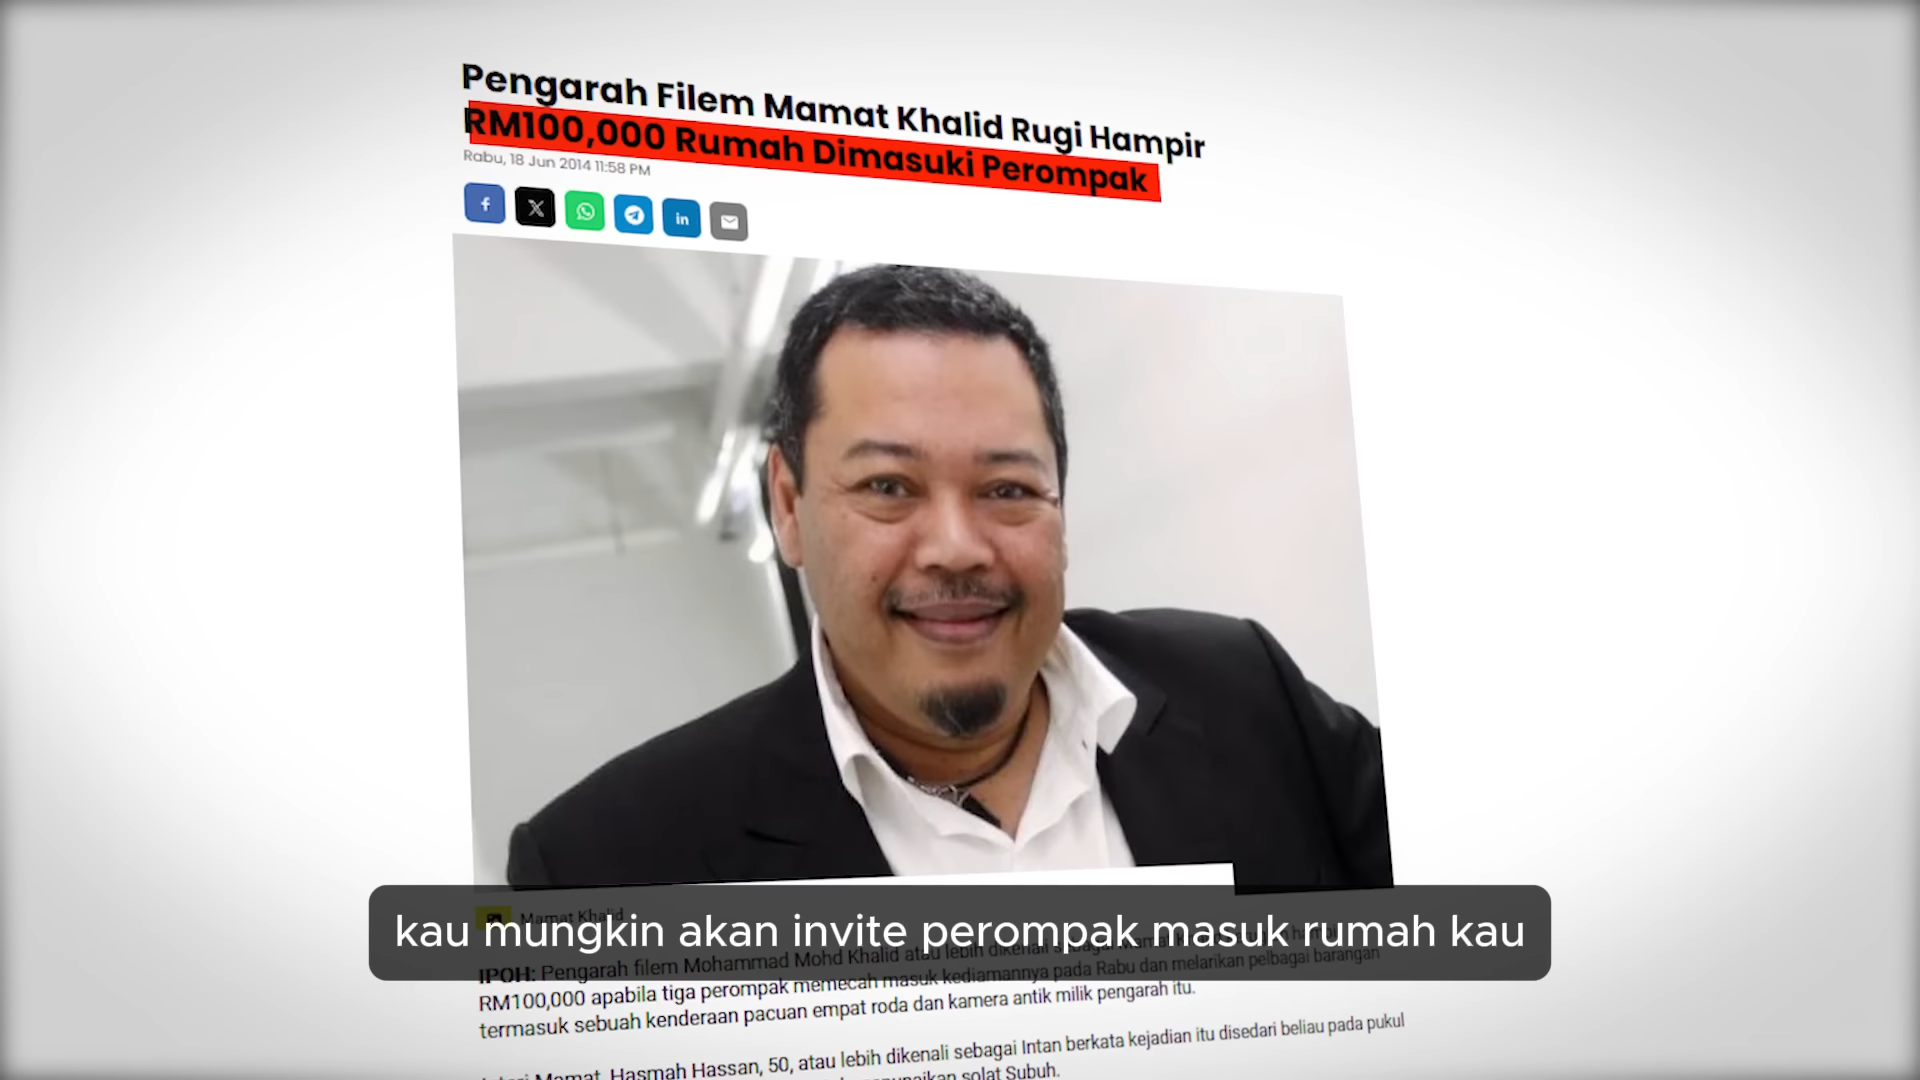 Pengarah Filem Mamat Khalid Rugi Hampir
RM100,000 Rumah Dimasuki Perompak
Rabu, 18 Jun 2014 11:58 PM
Mamat Khalid
kau mungkin akan invite perompak masuk rumah kau
IPOH: Pengarah filem Mohammad Mohd Khalid atau lebih dikenali
RM100,000 apabila tiga perompak memecah masuk kediamannya pada Rabu dan melarikan pelbagai barangan
termasuk sebuah kenderaan pacuan empat roda dan kamera antik milik pengarah itu.
Mamat, Hasmah Hassan, 50, atau lebih dikenali sebagai Intan berkata kejadian itu disedari beliau pada pukul
solat Subuh.